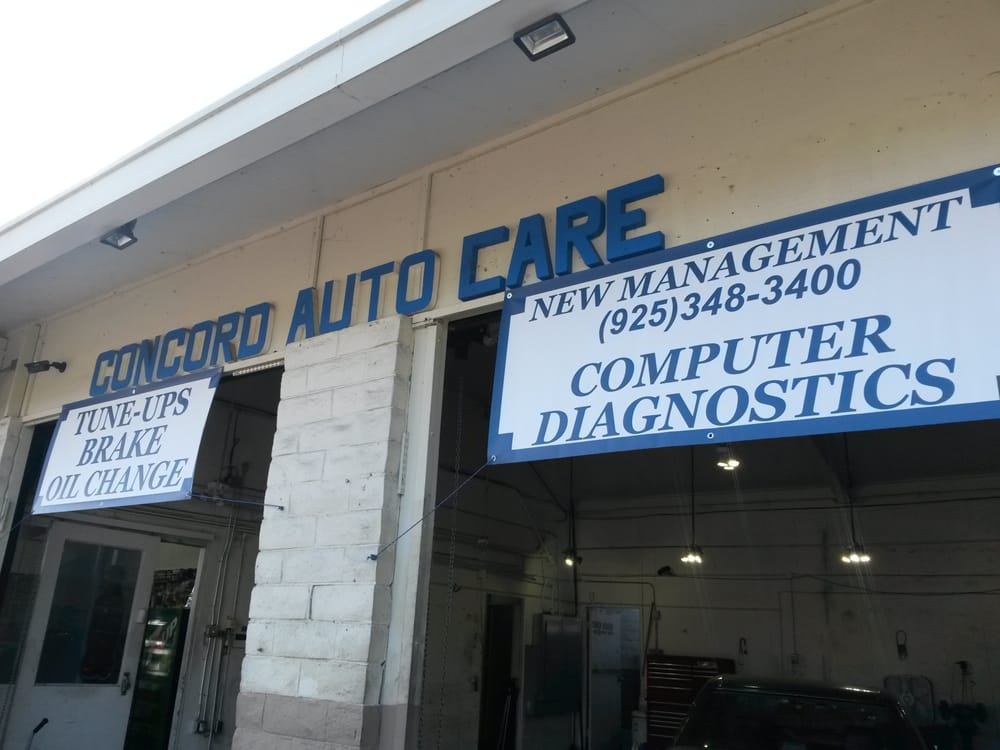 CONCORD AUTO CARE
TUNE-UPS
BRAKE
OIL CHANGE
NEW MANAGEMENT
(925)348-3400
COMPUTER
DIAGNOSTICS